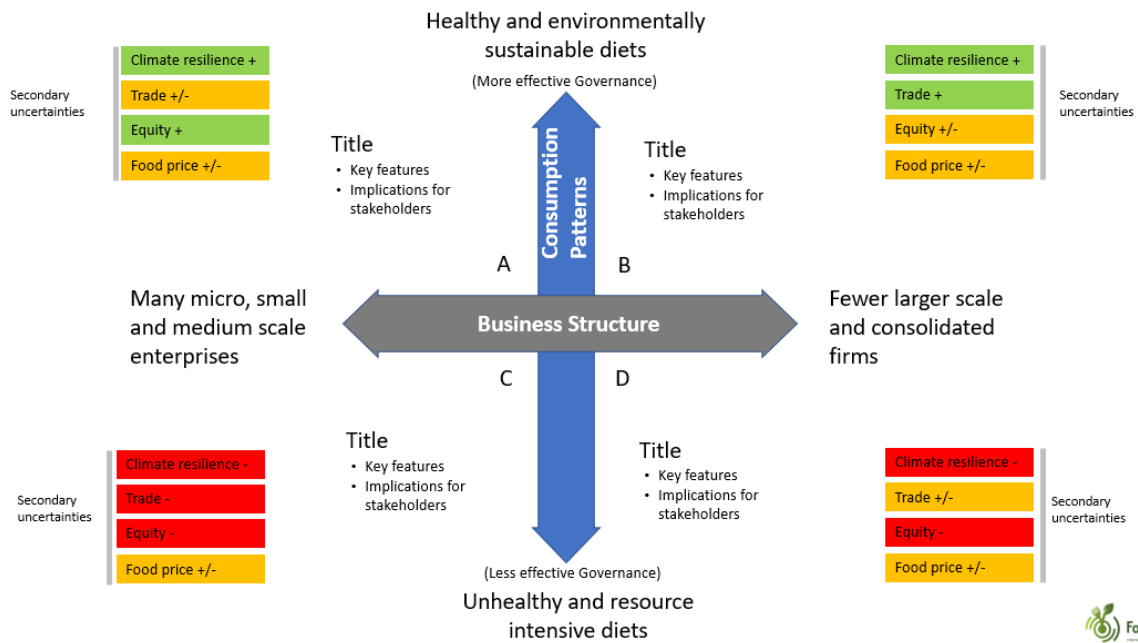 Healthy and environmentally
sustainable diets
(More effective Governance)
Secondary
uncertainties
Climate resilience +
Trade +/-
Equity +
Food price +/-
Climate resilience +
Trade +
Equity +/-
Food price +/-
Secondary
uncertainties
Title
• Key features
• Implications for
stakeholders
Consumption
Patterns
Title
• Key features
• Implications for
stakeholders
A
B
Many micro, small
and medium scale
enterprises
Business Structure
Fewer larger scale
and consolidated
firms
C
D
Title
• Key features
• Implications for
stakeholders
Title
• Key features
• Implications for
stakeholders
Secondary
uncertainties
Climate resilience -
Trade -
Equity -
Food price +/-
Climate resilience -
Trade +/-
Equity -
Food price +/-
Secondary
uncertainties
(Less effective Governance)
Unhealthy and resource
intensive diets